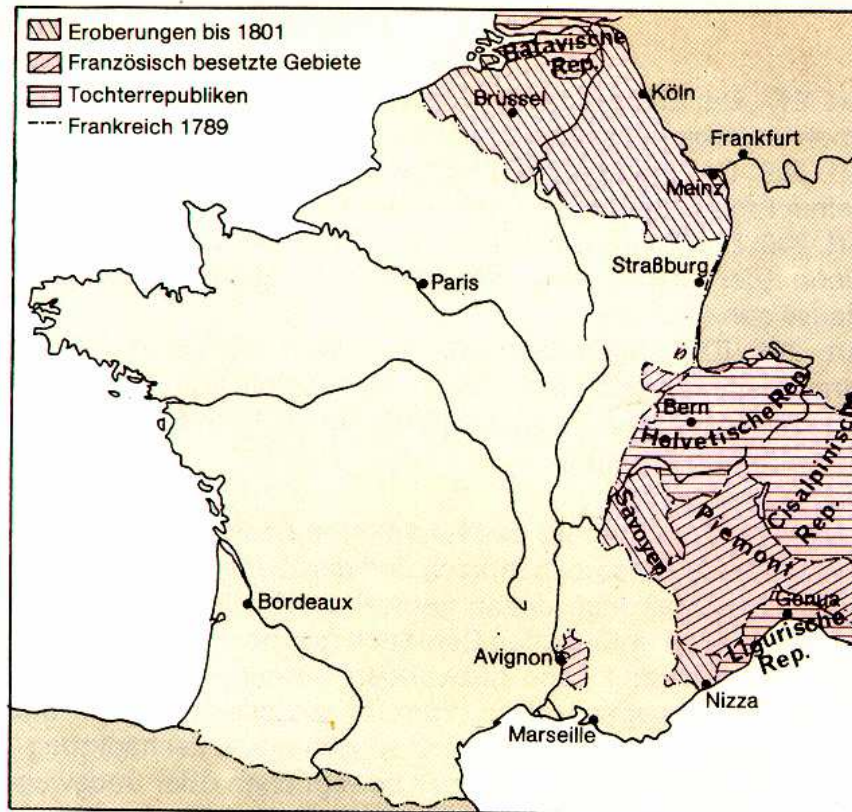 Eroberungen bis 1801
Französisch besetzte Gebiete
Tochterrepubliken
Frankreich 1789
Batavische
Rep.
Brüssel
Köln
Frankfurt
Mainz
Straßburg
Paris
Bern
Helvetische Rep.
Cisalpinische
Rep.
Savoyen
Piemont
Genua
Ligurische
Rep.
Bordeaux
Avignon
Nizza
Marseille